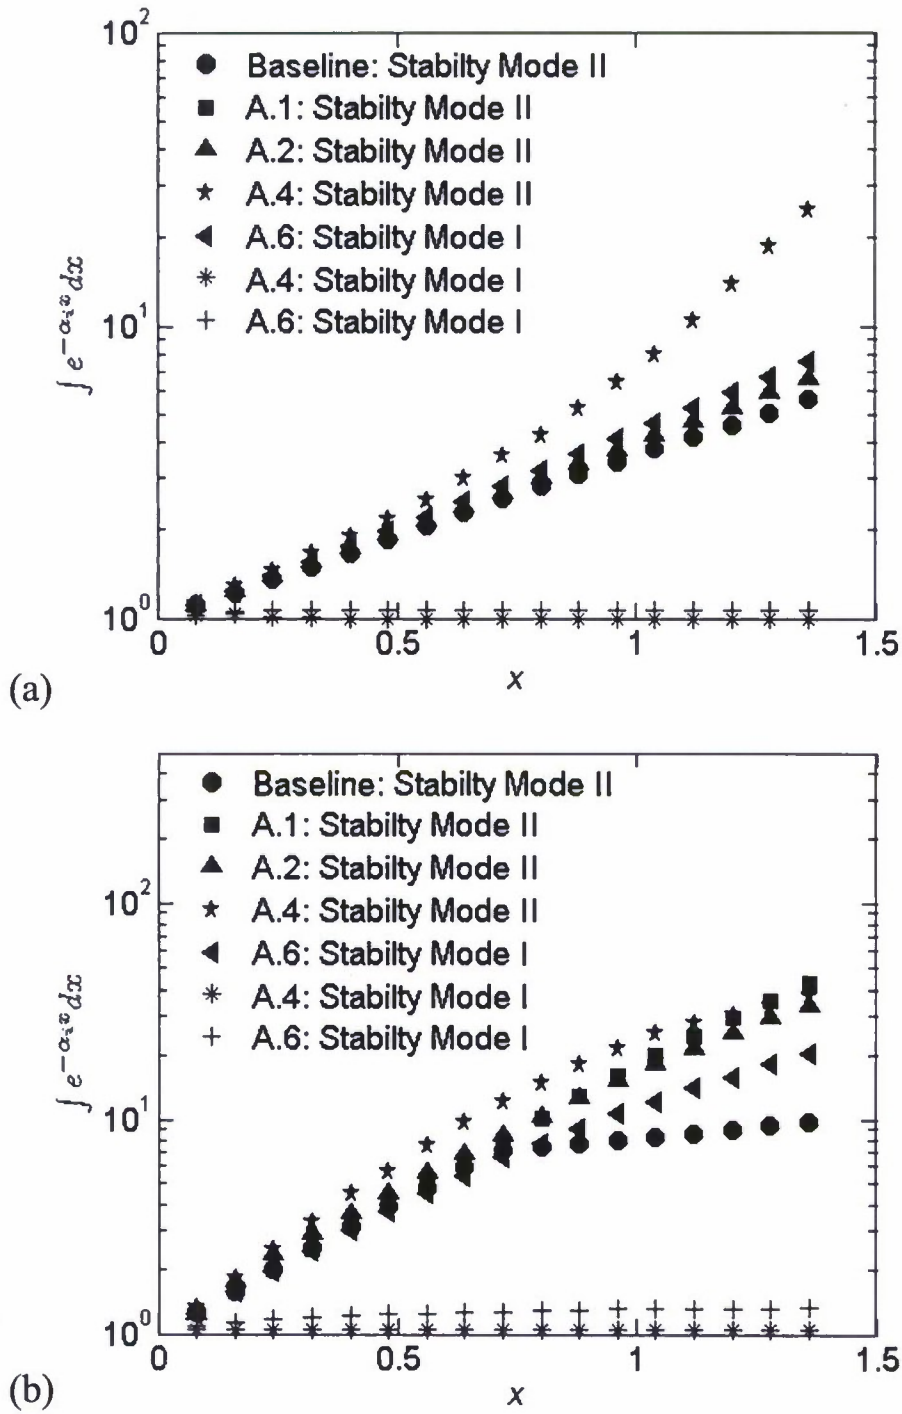 10²
Baseline: Stabilty Mode II
A.1: Stabilty Mode II
A.2: Stabilty Mode II
A.4: Stabilty Mode II
A.6: Stabilty Mode I
A.4: Stabilty Mode I
A.6: Stabilty Mode I
∫ e^{-α_i x} dx
10¹
10⁰
0 0.5 1 1.5
x
(a)
Baseline: Stabilty Mode II
A.1: Stabilty Mode II
A.2: Stabilty Mode II
10²
A.4: Stabilty Mode II
A.6: Stabilty Mode I
A.4: Stabilty Mode I
A.6: Stabilty Mode I
∫ e^{-α_i x} dx
10¹
10⁰
0 0.5 1 1.5
x
(b)